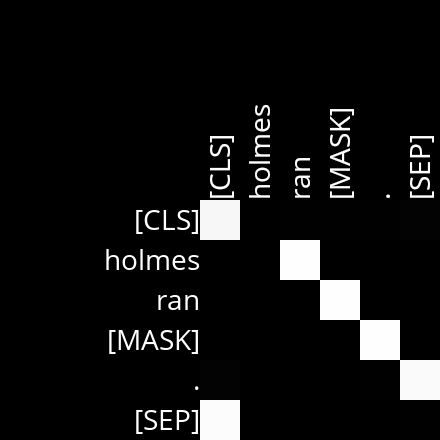 [CLS]
holmes
ran
[MASK]
.
[SEP]
[CLS]
holmes
ran
[MASK]
.
[SEP]